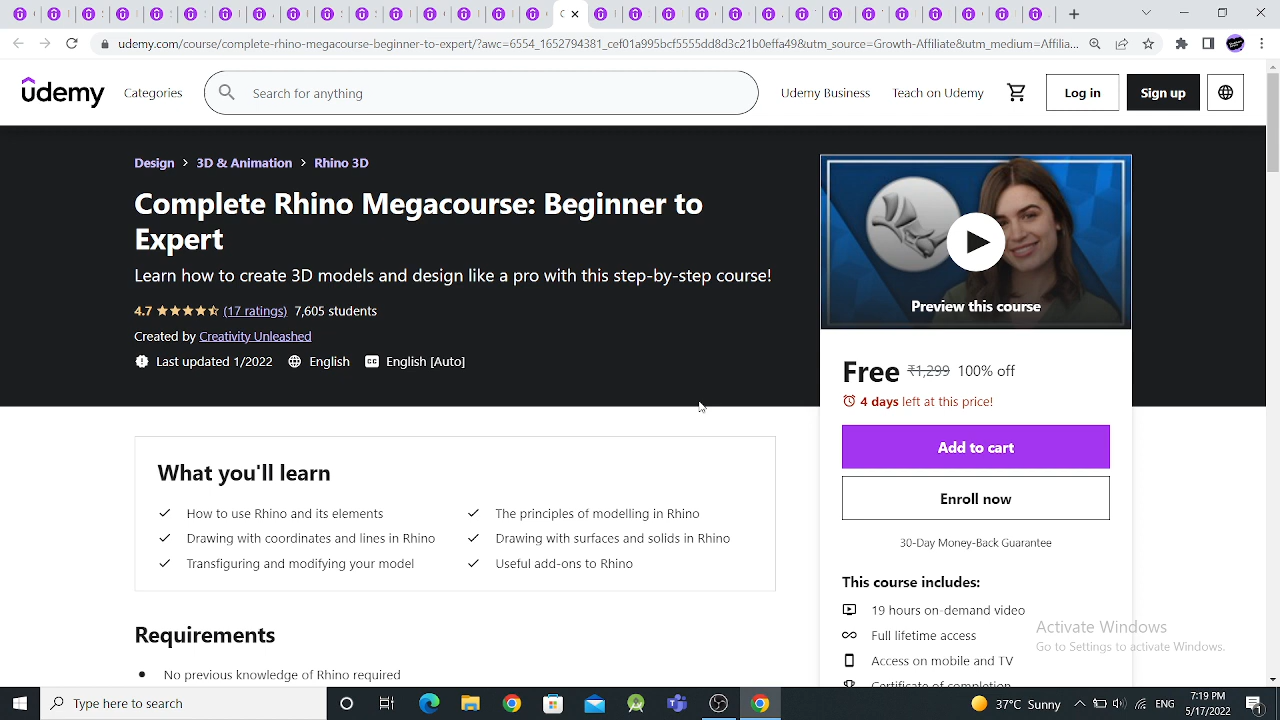 C
udemy.com/course/complete-rhino-megacourse-beginner-to-expert/?
udemy
Categories
Search for anything
Udemy Business
Teach on Udemy
Log in
Sign up
Design > 3D & Animation > Rhino 3D
Complete Rhino Megacourse: Beginner to
Expert
Learn how to create 3D models and design like a pro with this step-by-step course!
4.7 (17 ratings) 7,605 students
Created by Creativity Unleashed
Last updated 1/2022 English CC English [Auto]
Preview this course
Free ₹1,299 100% off
4 days left at this price!
Add to cart
Enroll now
30-Day Money-Back Guarantee
This course includes:
19 hours on-demand video
Full lifetime access
Access on mobile and TV
Certificate of completion
What you'll learn
How to use Rhino and its elements
The principles of modelling in Rhino
Drawing with coordinates and lines in Rhino
Drawing with surfaces and solids in Rhino
Transfiguring and modifying your model
Useful add-ons to Rhino
Requirements
No previous knowledge of Rhino required
Activate Windows
Go to Settings to activate Windows.
Type here to search
37°C Sunny
ENG
7:19 PM
5/17/2022